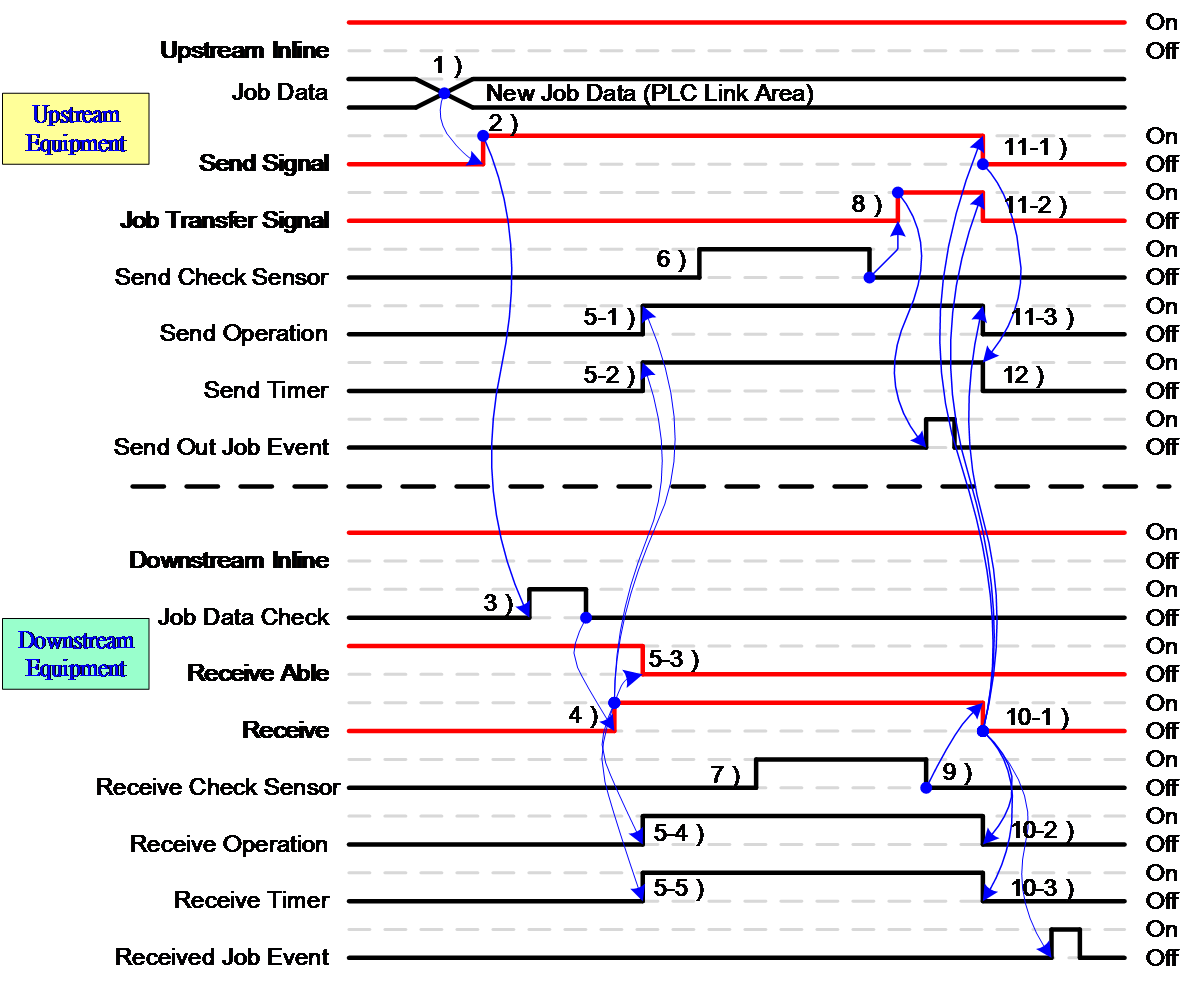 On
Upstream Inline
Off
1 )
Job Data
New Job Data (PLC Link Area)
Upstream
Equipment
2 )
On
Send Signal
11-1 )
Off
On
Job Transfer Signal
8 )
11-2 )
Off
On
Send Check Sensor
6 )
Off
On
Send Operation
5-1 )
11-3 )
Off
On
Send Timer
5-2 )
12 )
Off
On
Send Out Job Event
Off
On
Downstream Inline
Off
On
Job Data Check
3 )
Off
Downstream
Equipment
On
Receive Able
5-3 )
Off
On
Receive
4 )
10-1 )
Off
On
Receive Check Sensor
7 )
9 )
Off
On
Receive Operation
5-4 )
10-2 )
Off
On
Receive Timer
5-5 )
10-3 )
Off
On
Received Job Event
Off